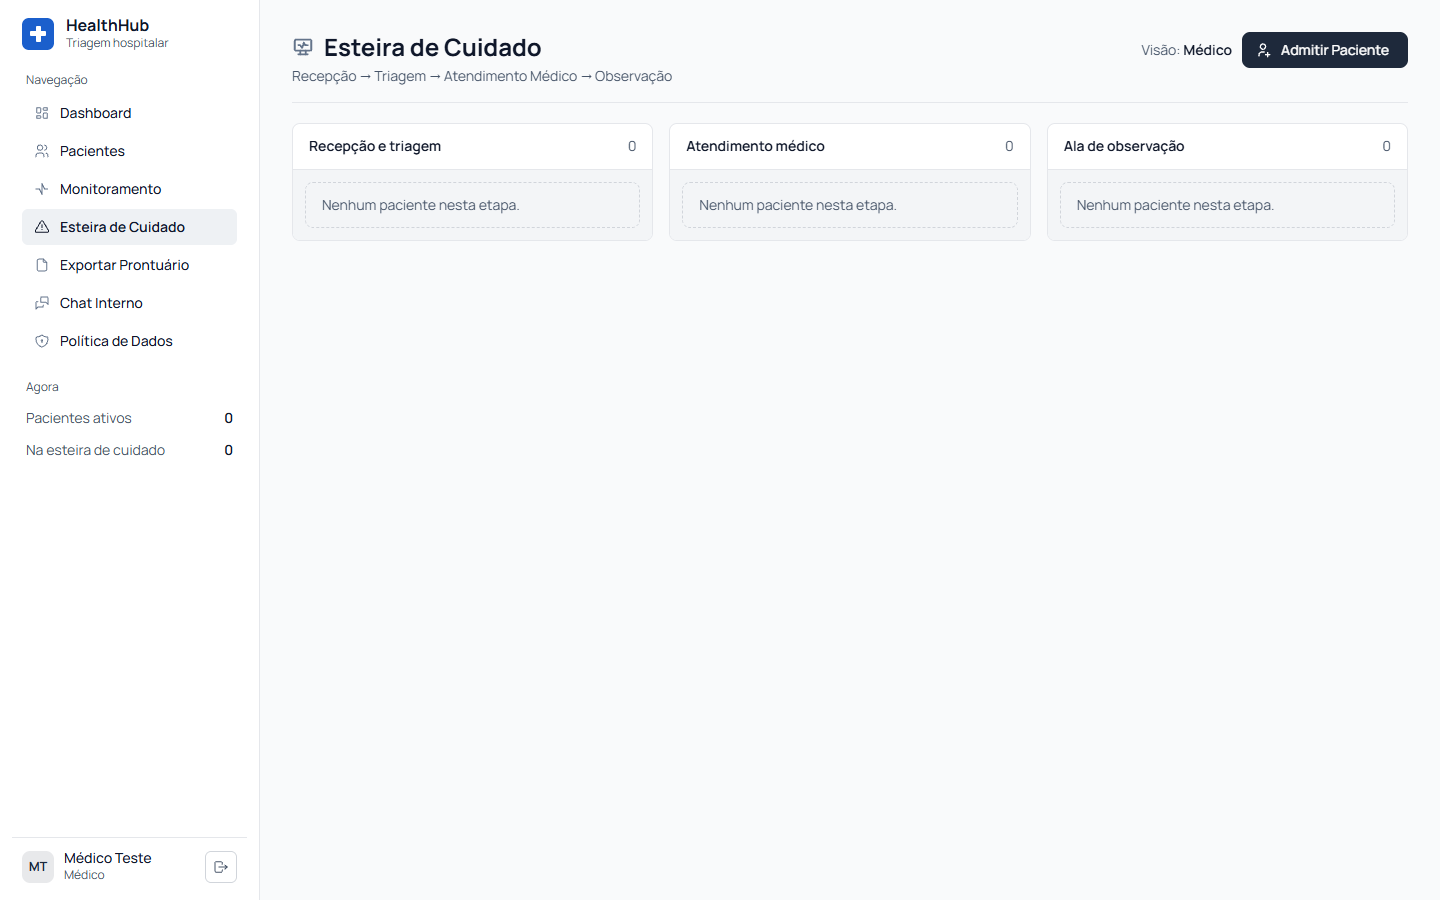 HealthHub
Triagem hospitalar
Navegação
Dashboard
Pacientes
Monitoramento
Esteira de Cuidado
Exportar Prontuário
Chat Interno
Política de Dados
Agora
Pacientes ativos 0
Na esteira de cuidado 0
MT
Médico Teste
Médico
Esteira de Cuidado
Recepção → Triagem → Atendimento Médico → Observação
Visão: Médico
Admitir Paciente
Recepção e triagem 0
Nenhum paciente nesta etapa.
Atendimento médico 0
Nenhum paciente nesta etapa.
Ala de observação 0
Nenhum paciente nesta etapa.